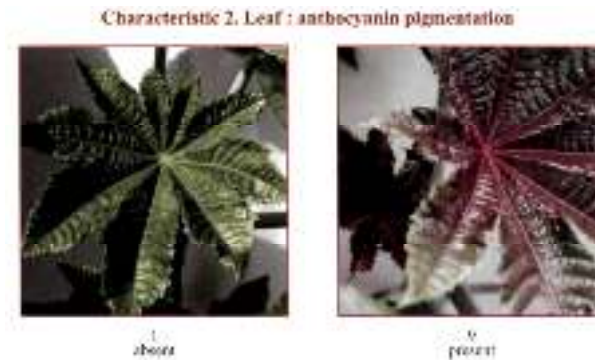 Characteristic 2. Leaf : anthocyanin pigmentation
1
9
absent
present